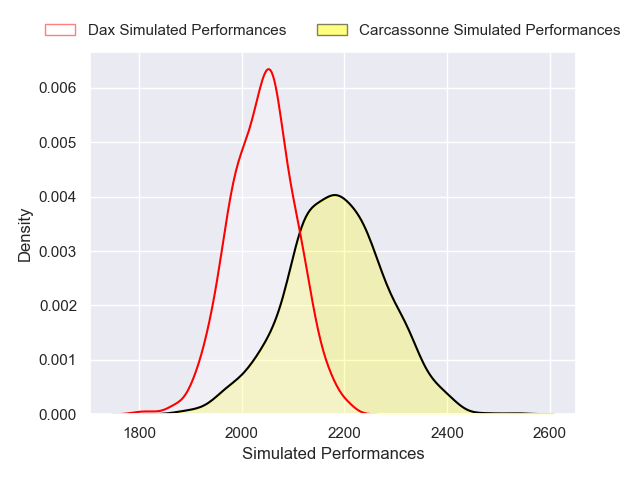 Dax Simulated Performances
Carcassonne Simulated Performances
0.006
0.005
0.004
0.003
0.002
0.001
0.000
Density
1800 2000 2200 2400 2600
Simulated Performances